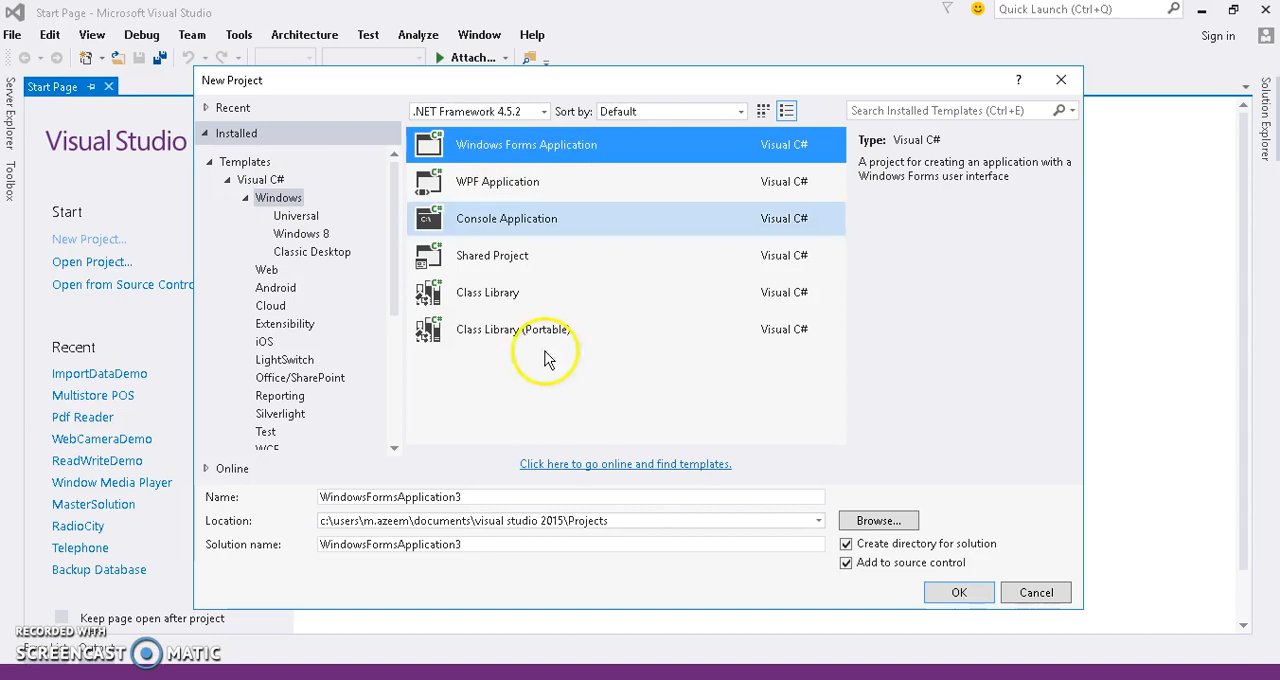 Start Page - Microsoft Visual Studio
Quick Launch (Ctrl+Q)
File Edit View Debug Team Tools Architecture Test Analyze Window Help
Sign in
Attach...
Server Explorer
Toolbox
Solution Explorer
Start Page
Visual Studio
Start
New Project...
Open Project...
Open from Source Contro
Recent
ImportDataDemo
Multistore POS
Pdf Reader
WebCameraDemo
ReadWriteDemo
Window Media Player
MasterSolution
RadioCity
Telephone
Backup Database
Keep page open after project
New Project
?
Recent
Installed
Templates
Visual C#
Windows
Universal
Windows 8
Classic Desktop
Web
Android
Cloud
Extensibility
iOS
LightSwitch
Office/SharePoint
Reporting
Silverlight
Test
WCF
Online
.NET Framework 4.5.2 Sort by: Default
Search Installed Templates (Ctrl+E)
Windows Forms Application Visual C#
WPF Application Visual C#
Console Application Visual C#
Shared Project Visual C#
Class Library Visual C#
Class Library (Portable) Visual C#
Click here to go online and find templates.
Type: Visual C#
A project for creating an application with a
Windows Forms user interface
Name: WindowsFormsApplication3
Location: c:\users\m.azeem\documents\visual studio 2015\Projects
Browse...
Solution name: WindowsFormsApplication3
Create directory for solution
Add to source control
OK Cancel
RECORDED WITH
SCREENCAST MATIC